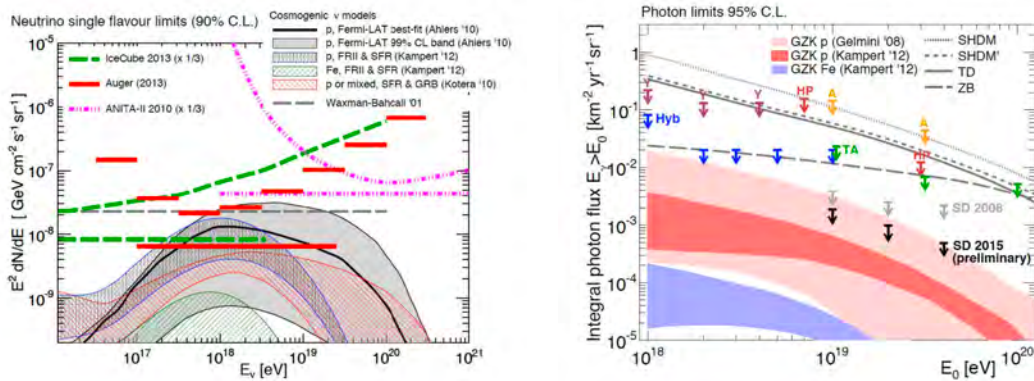 Neutrino single flavour limits (90% C.L.)
Cosmogenic ν models
p, Fermi-LAT best-fit (Ahlers '10)
p, Fermi-LAT 99% CL band (Ahlers '10)
p, FRII & SFR (Kampert '12)
Fe, FRII & SFR (Kampert '12)
p or mixed, SFR & GRB (Kotera '10)
Waxman-Bahcall '01
IceCube 2013 (x 1/3)
Auger (2013)
ANITA-II 2010 (x 1/3)
E² dN/dE [ GeV cm⁻² s⁻¹ sr⁻¹ ]
10⁻⁵
10⁻⁶
10⁻⁷
10⁻⁸
10⁻⁹
10¹⁷
10¹⁸
10¹⁹
10²⁰
10²¹
Eᵥ [eV]
Photon limits 95% C.L.
GZK p (Gelmini '08)
GZK p (Kampert '12)
GZK Fe (Kampert '12)
SHDM
SHDM'
TD
ZB
Integral photon flux Eᵧ>E₀ [km⁻² yr⁻¹ sr⁻¹]
1
10⁻¹
10⁻²
10⁻³
10⁻⁴
10⁻⁵
Y
Y
Y
HP
A
A
Hyb
TA
HP
SD 2008
SD 2015
(preliminary)
10¹⁸
10¹⁹
10²⁰
E₀ [eV]